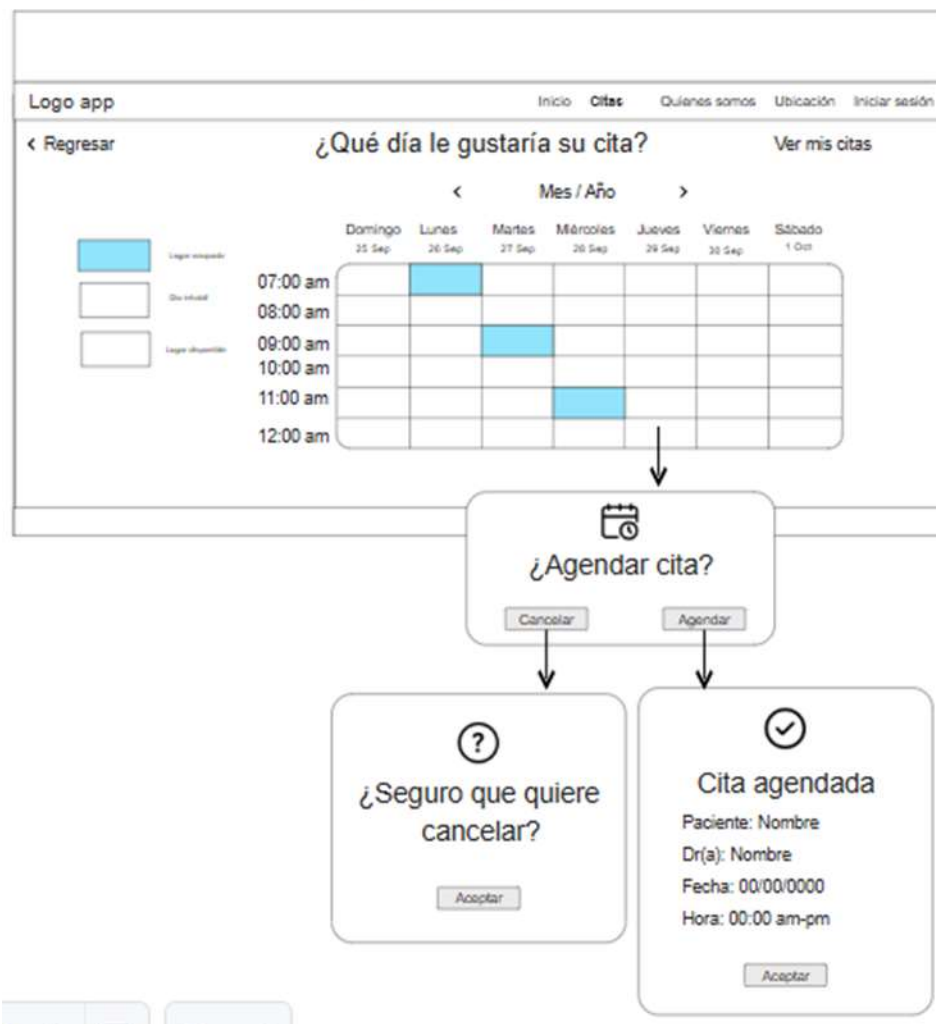 Logo app
Inicio Citas Quienes somos Ubicación Iniciar sesión
< Regresar
¿Qué día le gustaría su cita?
Ver mis citas
< Mes / Año >
Domingo Lunes Martes Miércoles Jueves Viernes Sábado
25 Sep 26 Sep 27 Sep 28 Sep 29 Sep 30 Sep 1 Oct
Lugar ocupado
Lugar disponible
07:00 am
08:00 am
09:00 am
10:00 am
11:00 am
12:00 am
¿Agendar cita?
Cancelar Agendar
?
¿Seguro que quiere
cancelar?
Aceptar
Cita agendada
Paciente: Nombre
Dr(a): Nombre
Fecha: 00/00/0000
Hora: 00:00 am-pm
Aceptar